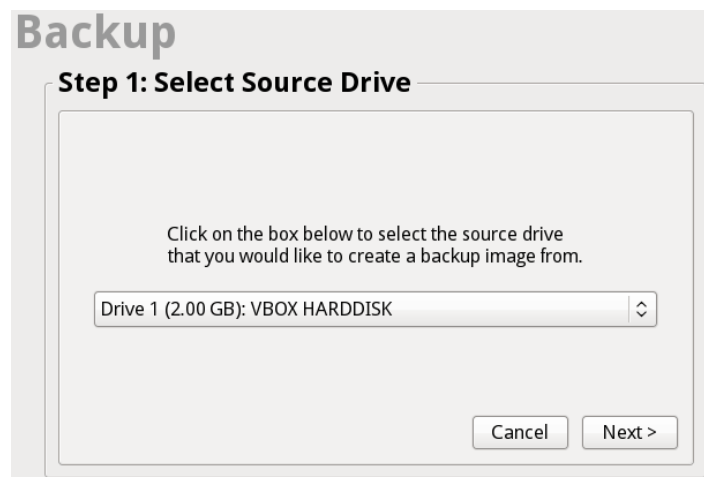 Backup
Step 1: Select Source Drive
Click on the box below to select the source drive
that you would like to create a backup image from.
Drive 1 (2.00 GB): VBOX HARDDISK
Cancel
Next >